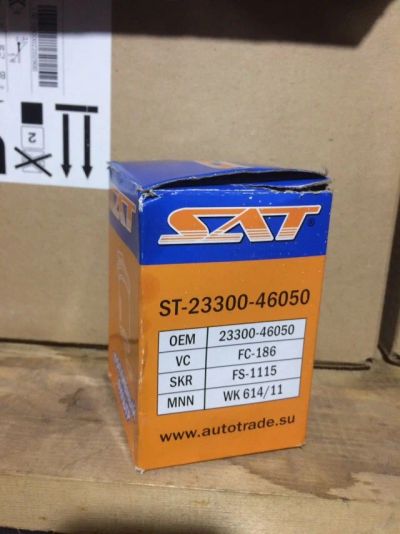 2
SAT®
ST-23300-46050
OEM 23300-46050
VC FC-186
SKR FS-1115
MNN WK 614/11
www.autotrade.su